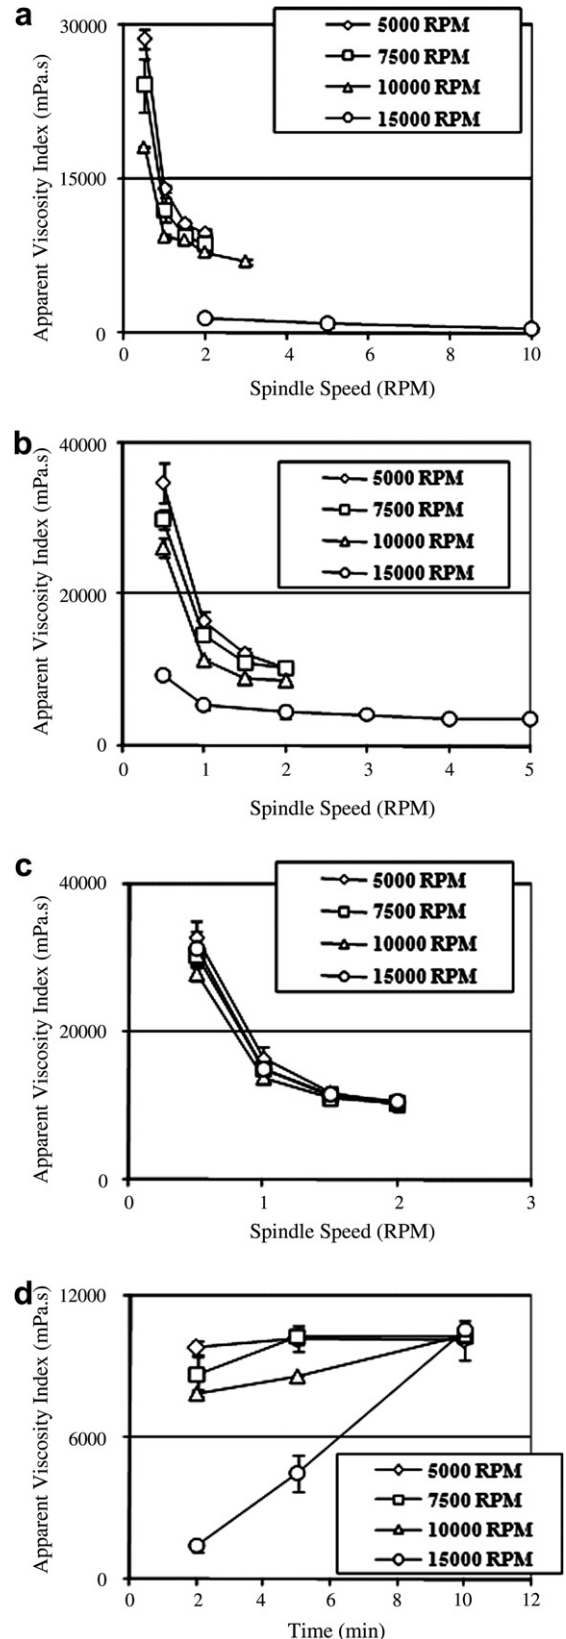 a
30000
5000 RPM
7500 RPM
10000 RPM
15000 RPM
15000
0
Apparent Viscosity Index (mPa.s)
0 2 4 6 8 10
Spindle Speed (RPM)
b
40000
5000 RPM
7500 RPM
10000 RPM
15000 RPM
20000
0
Apparent Viscosity Index (mPa.s)
0 1 2 3 4 5
Spindle Speed (RPM)
c
40000
5000 RPM
7500 RPM
10000 RPM
15000 RPM
20000
0
Apparent Viscosity Index (mPa.s)
0 1 2 3
Spindle Speed (RPM)
d
12000
6000
5000 RPM
7500 RPM
10000 RPM
15000 RPM
0
Apparent Viscosity Index (mPa.s)
0 2 4 6 8 10 12
Time (min)